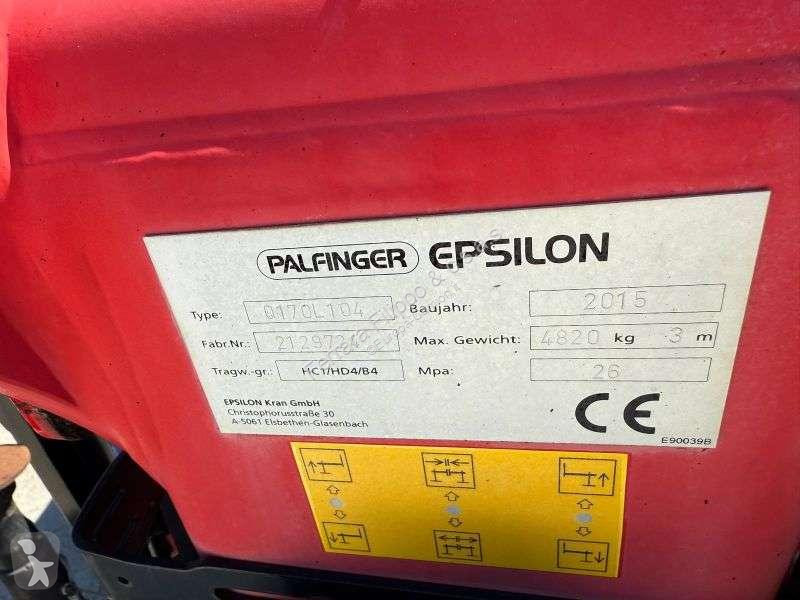 PALFINGER EPSILON
Type: Q170L104 Baujahr: 2015
Fabr.Nr.: Max. Gewicht: 4820 kg 3 m
Tragw.-gr.: HC1/HD4/B4 Mpa: 26
EPSILON Kran GmbH
Christophorusstraße 30
A-5061 Elsbethen-Glasenbach
CE
E90039B